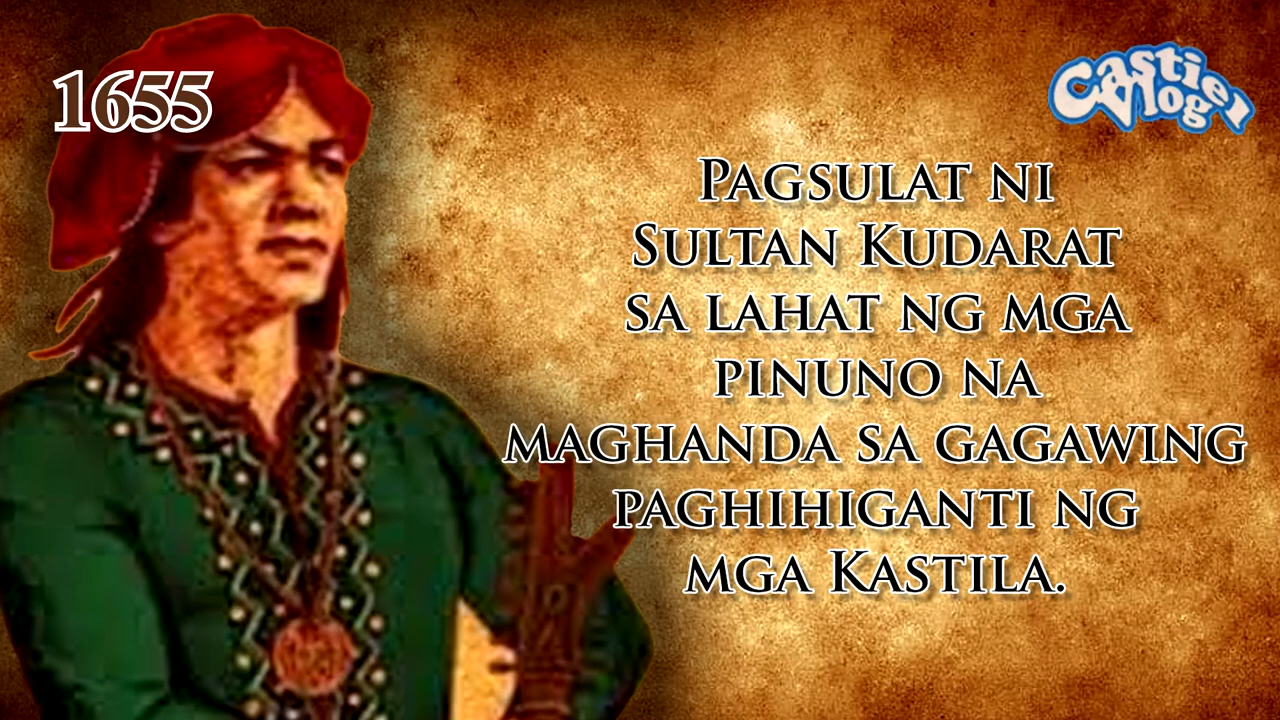 1655
Castiel
Vlog
Pagsulat ni
Sultan Kudarat
sa lahat ng mga
pinuno na
maghanda sa gagawing
paghihiganti ng
mga Kastila.